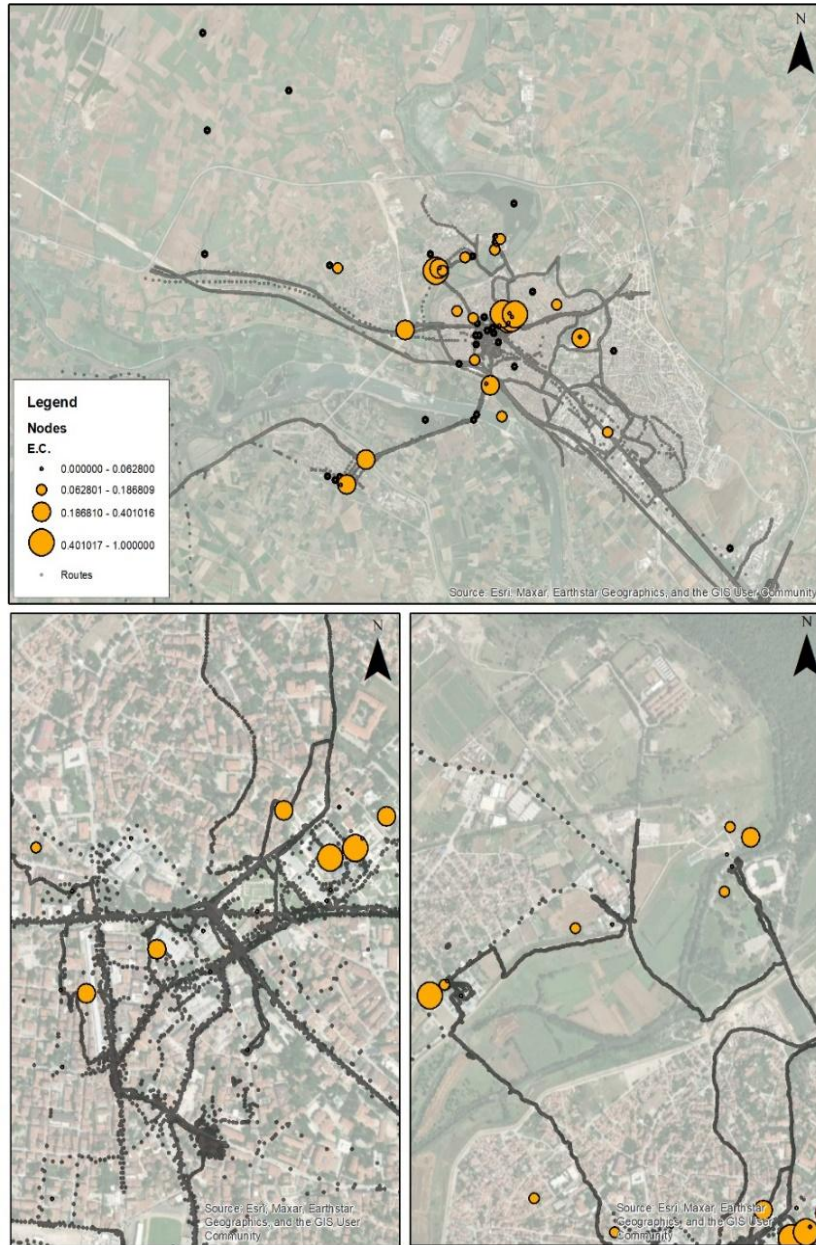 N
Legend
Nodes
E.C.
0.000000 - 0.062800
0.062801 - 0.186809
0.186810 - 0.401016
0.401017 - 1.000000
Routes
Source: Esri, Maxar, Earthstar Geographics, and the GIS User Community
N
Source: Esri, Maxar, Earthstar
Geographics, and the GIS User
Community
N
Source: Esri, Maxar, Earthstar
Geographics, and the GIS User
Community